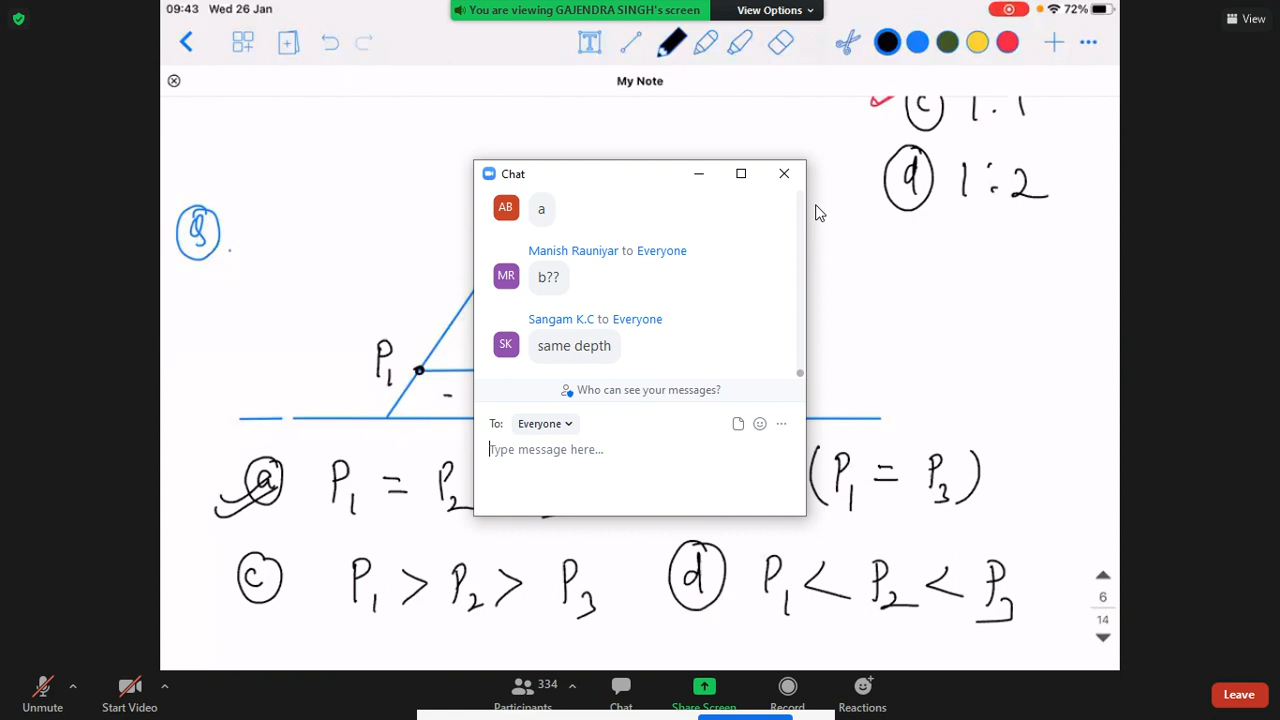 09:43 Wed 26 Jan
You are viewing GAJENDRA SINGH's screen
View Options
72%
View
My Note
c 1:1
d 1:2
Q.
Chat
AB
a
Manish Rauniyar to Everyone
MR
b??
Sangam K.C to Everyone
SK
same depth
Who can see your messages?
To: Everyone
Type message here...
P1
a P1 = P2
(P1 = P3)
c P1 > P2 > P3
d P1 < P2 < P3
6
14
334
Unmute
Start Video
Participants
Chat
Share Screen
Record
Reactions
Leave